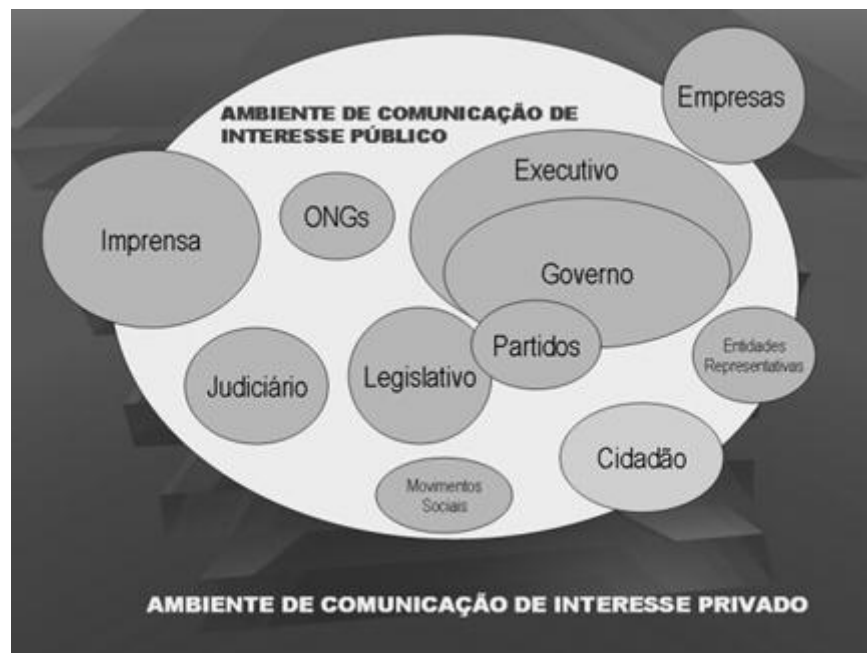 AMBIENTE DE COMUNICAÇÃO DE
INTERESSE PÚBLICO
Empresas
Executivo
Imprensa
ONGs
Governo
Partidos
Entidades
Representativas
Judiciário
Legislativo
Cidadão
Movimentos
Sociais
AMBIENTE DE COMUNICAÇÃO DE INTERESSE PRIVADO